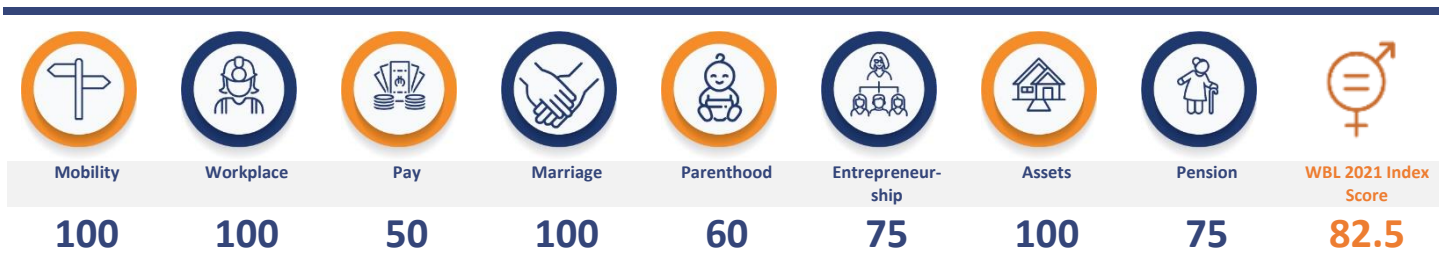 Mobility Workplace Pay Marriage Parenthood Entrepreneur-
ship Assets Pension WBL 2021 Index
Score
100 100 50 100 60 75 100 75 82.5